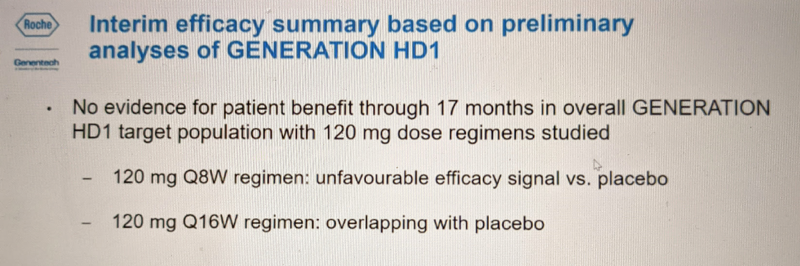 Roche
Genentech
Interim efficacy summary based on preliminary
analyses of GENERATION HD1
• No evidence for patient benefit through 17 months in overall GENERATION
HD1 target population with 120 mg dose regimens studied
– 120 mg Q8W regimen: unfavourable efficacy signal vs. placebo
– 120 mg Q16W regimen: overlapping with placebo